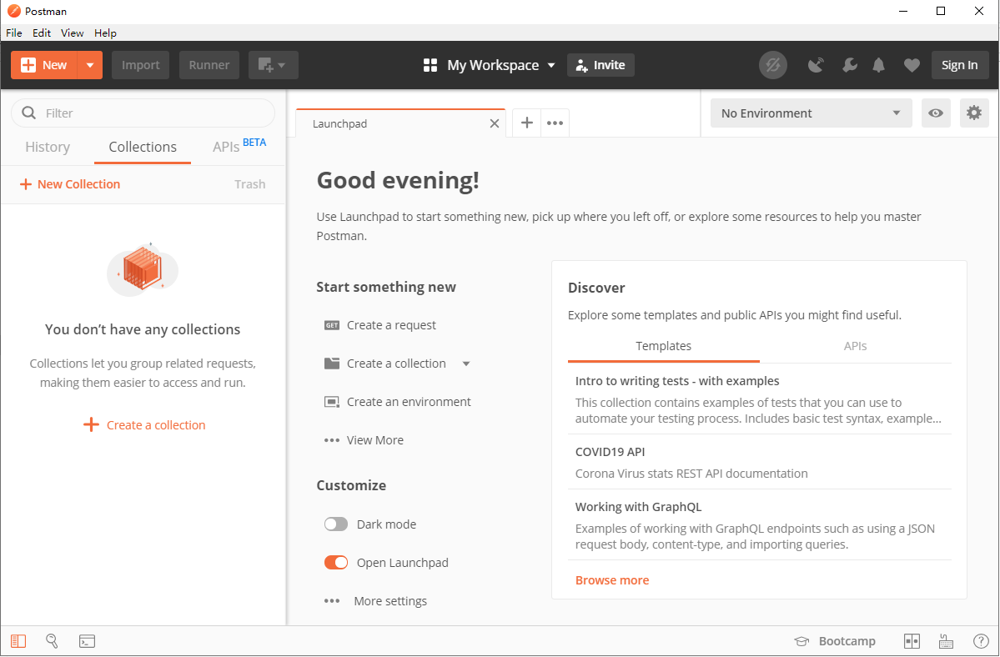 Postman
File Edit View Help
New Import Runner My Workspace Invite Sign In
Filter
History Collections APIs BETA
New Collection Trash
You don’t have any collections
Collections let you group related requests,
making them easier to access and run.
Create a collection
Launchpad
No Environment
Good evening!
Use Launchpad to start something new, pick up where you left off, or explore some resources to help you master
Postman.
Start something new
GET Create a request
Create a collection
Create an environment
View More
Customize
Dark mode
Open Launchpad
More settings
Discover
Explore some templates and public APIs you might find useful.
Templates APIs
Intro to writing tests - with examples
This collection contains examples of tests that you can use to
automate your testing process. Includes basic test syntax, example...
COVID19 API
Corona Virus stats REST API documentation
Working with GraphQL
Examples of working with GraphQL endpoints such as using a JSON
request body, content-type, and importing queries.
Browse more
Bootcamp